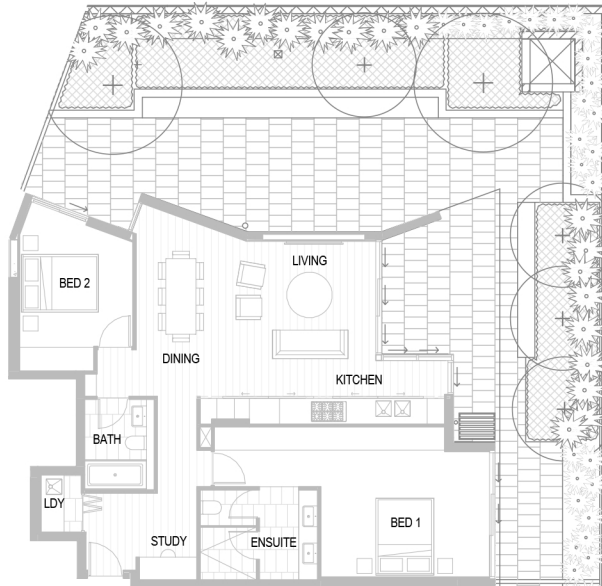 LIVING
BED 2
DINING
KITCHEN
BATH
LDY
BED 1
STUDY
ENSUITE